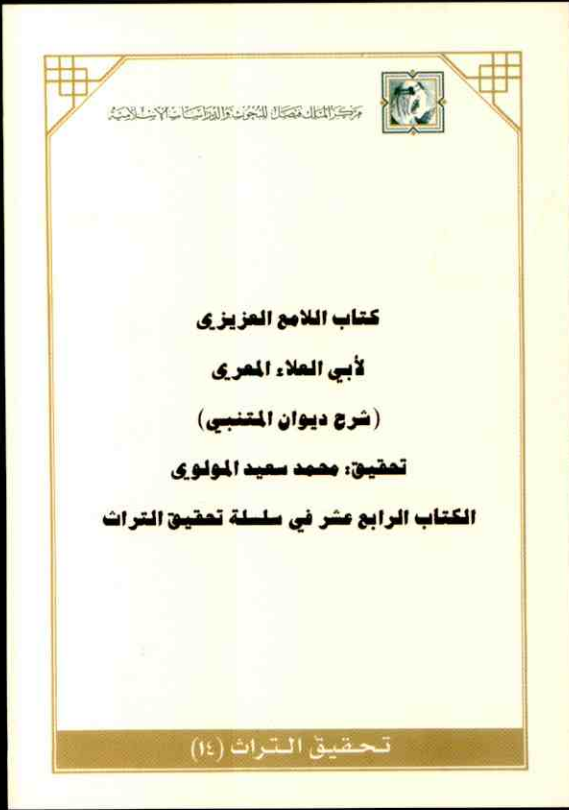 مركز الملك فيصل للبحوث والدراسات الإسلامية
كتاب اللامع العزيزي
لأبي العلاء المعري
(شرح ديوان المتنبي)
تحقيق: محمد سعيد المولوي
الكتاب الرابع عشر في سلسلة تحقيق التراث
تحقيق التراث (١٤)